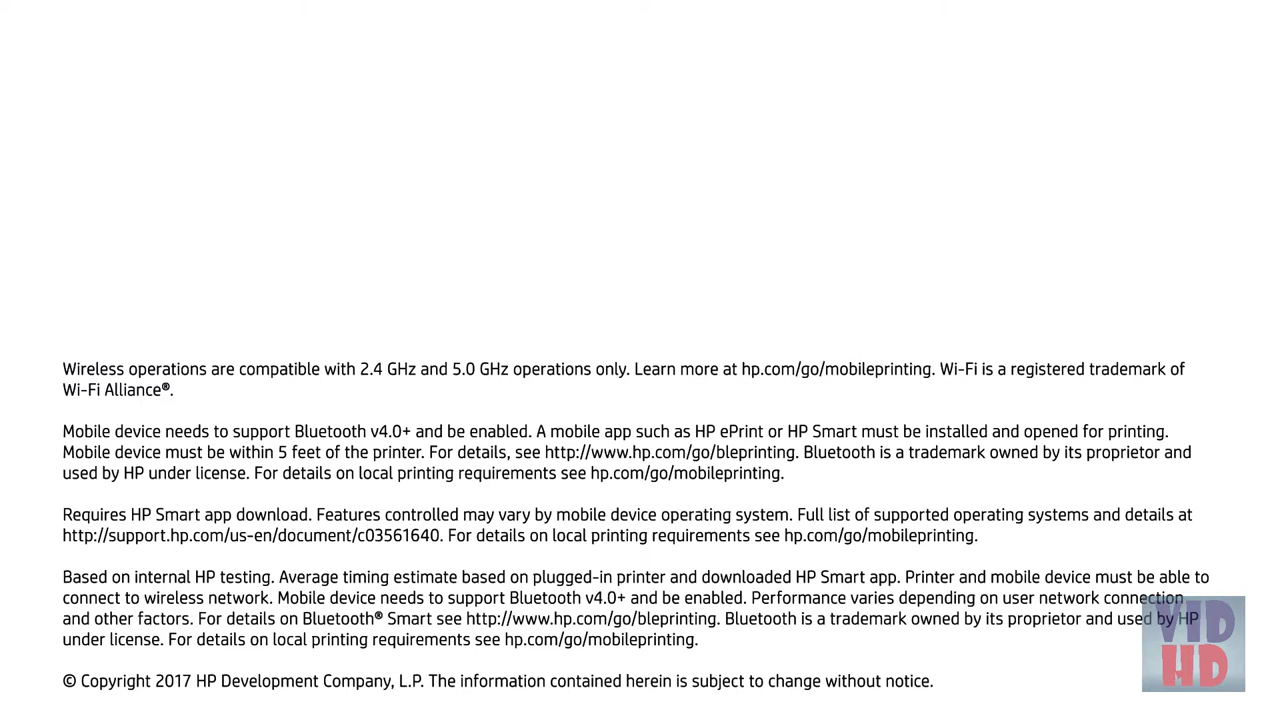 Wireless operations are compatible with 2.4 GHz and 5.0 GHz operations only. Learn more at hp.com/go/mobileprinting. Wi-Fi is a registered trademark of
Wi-Fi Alliance®.
Mobile device needs to support Bluetooth v4.0+ and be enabled. A mobile app such as HP ePrint or HP Smart must be installed and opened for printing.
Mobile device must be within 5 feet of the printer. For details, see http://www.hp.com/go/bleprinting. Bluetooth is a trademark owned by its proprietor and
used by HP under license. For details on local printing requirements see hp.com/go/mobileprinting.
Requires HP Smart app download. Features controlled may vary by mobile device operating system. Full list of supported operating systems and details at
http://support.hp.com/us-en/document/c03561640. For details on local printing requirements see hp.com/go/mobileprinting.
Based on internal HP testing. Average timing estimate based on plugged-in printer and downloaded HP Smart app. Printer and mobile device must be able to
connect to wireless network. Mobile device needs to support Bluetooth v4.0+ and be enabled. Performance varies depending on user network connection
and other factors. For details on Bluetooth® Smart see http://www.hp.com/go/bleprinting. Bluetooth is a trademark owned by its proprietor and used by HP
under license. For details on local printing requirements see hp.com/go/mobileprinting.
© Copyright 2017 HP Development Company, L.P. The information contained herein is subject to change without notice.
VID
HD